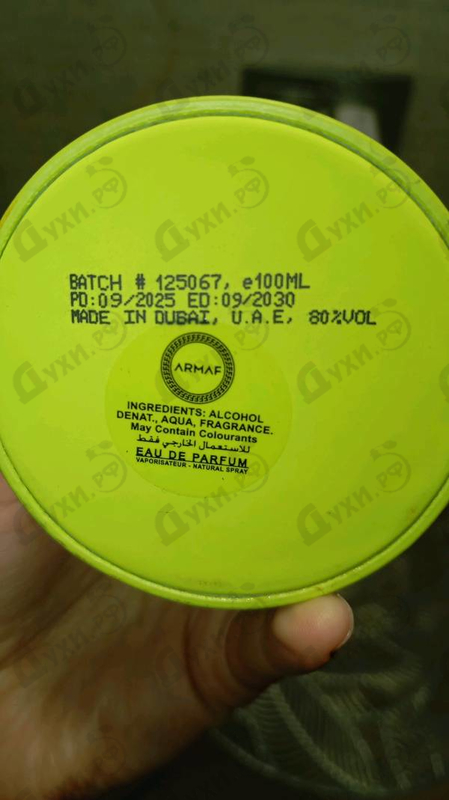 BATCH # 125067, e100ML
PD:09/2025 ED:09/2030
MADE IN DUBAI, U.A.E, 80%VOL
ARMAF
INGREDIENTS: ALCOHOL
DENAT., AQUA, FRAGRANCE.
May Contain Colourants
للاستعمال الخارجي فقط
EAU DE PARFUM
VAPORISATEUR - NATURAL SPRAY
Духи.РФ